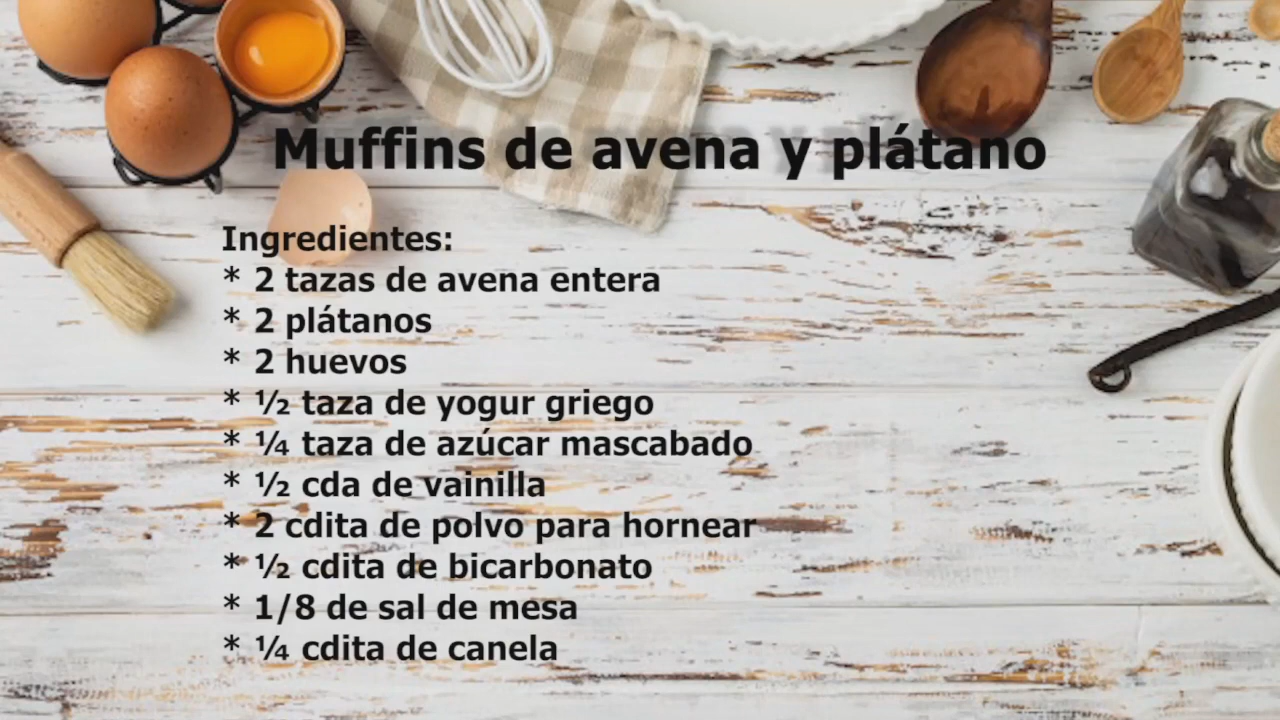 Muffins de avena y plátano
Ingredientes:
* 2 tazas de avena entera
* 2 plátanos
* 2 huevos
* ½ taza de yogur griego
* ¼ taza de azúcar mascabado
* ½ cda de vainilla
* 2 cdita de polvo para hornear
* ½ cdita de bicarbonato
* 1/8 de sal de mesa
* ¼ cdita de canela